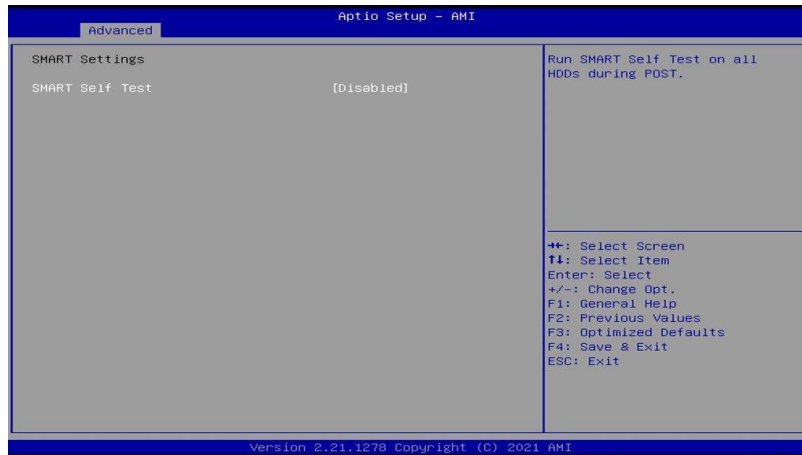 Aptio Setup – AMI
Advanced
SMART Settings
SMART Self Test [Disabled]
Run SMART Self Test on all
HDDs during POST.
→←: Select Screen
↑↓: Select Item
Enter: Select
+/-: Change Opt.
F1: General Help
F2: Previous Values
F3: Optimized Defaults
F4: Save & Exit
ESC: Exit
Version 2.21.1278 Copyright (C) 2021 AMI